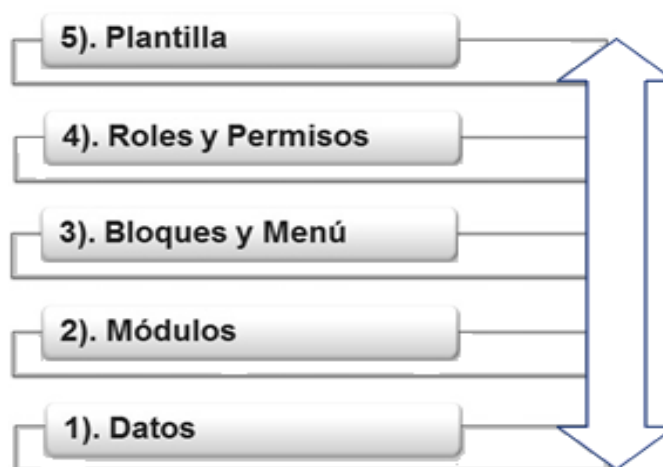 5). Plantilla
4). Roles y Permisos
3). Bloques y Menú
2). Módulos
1). Datos